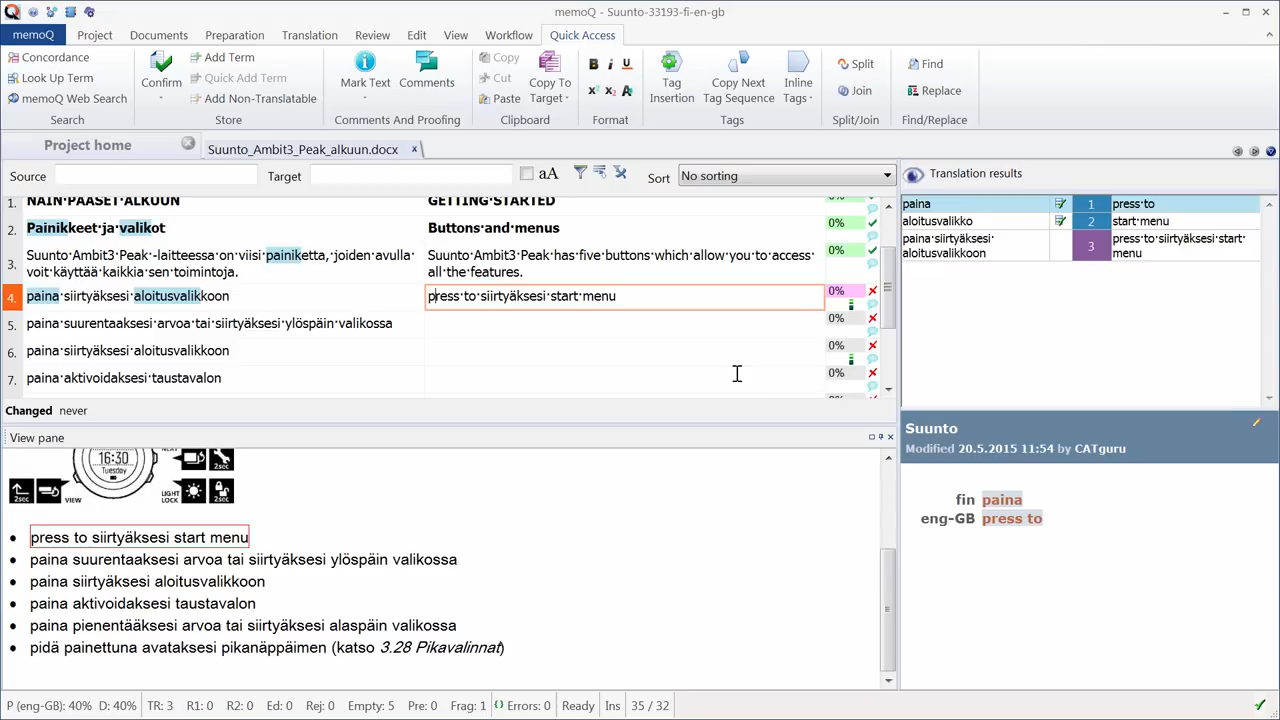 memoQ - Suunto-33193-fi-en-gb
memoQ Project Documents Preparation Translation Review Edit View Workflow Quick Access
Concordance
Look Up Term
memoQ Web Search
Search
Confirm
Add Term
Quick Add Term
Add Non-Translatable
Store
Mark Text
Comments
Comments And Proofing
Copy
Cut
Paste
Copy To
Target
Clipboard
B i U
x² x₂ A
Format
Tag
Insertion
Copy Next
Tag Sequence
Inline
Tags
Tags
Split
Join
Split/Join
Find
Replace
Find/Replace
Project home
Suunto_Ambit3_Peak_alkuun.docx x
Source Target aA Sort No sorting
1. NÄIN·PÄÄSET·ALKUUN GETTING·STARTED 0%
2. Painikkeet·ja·valikot Buttons·and·menus 0%
3. Suunto·Ambit3·Peak·-laitteessa·on·viisi·painiketta,·joiden·avulla· Suunto·Ambit3·Peak·has·five·buttons·which·allow·you·to·access· 0%
voit·käyttää·kaikkia·sen·toimintoja. all·the·features.
4. paina·siirtyäksesi·aloitusvalikkoon press·to·siirtyäksesi·start·menu 0%
5. paina·suurentaaksesi·arvoa·tai·siirtyäksesi·ylöspäin·valikossa 0%
6. paina·siirtyäksesi·aloitusvalikkoon 0%
7. paina·aktivoidaksesi·taustavalon 0%
Changed never
View pane
NEXT
16:30
Tuesday
2sec VIEW LIGHT
LOCK 2sec
press to siirtyäksesi start menu
paina suurentaaksesi arvoa tai siirtyäksesi ylöspäin valikossa
paina siirtyäksesi aloitusvalikkoon
paina aktivoidaksesi taustavalon
paina pienentääksesi arvoa tai siirtyäksesi alaspäin valikossa
pidä painettuna avataksesi pikanäppäimen (katso 3.28 Pikavalinnat)
Translation results
paina 1 press·to
aloitusvalikko 2 start·menu
paina·siirtyäksesi· 3 press·to·siirtyäksesi·start·
aloitusvalikkoon menu
Suunto
Modified 20.5.2015 11:54 by CATguru
fin paina
eng-GB press to
P (eng-GB): 40% D: 40% TR: 3 R1: 0 R2: 0 Ed: 0 Rej: 0 Empty: 5 Pre: 0 Frag: 1 Errors: 0 Ready Ins 35 / 32